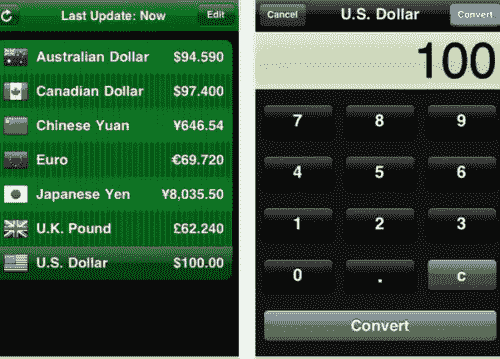 Last Update: Now Edit
Australian Dollar $94.590
Canadian Dollar $97.400
Chinese Yuan ¥646.54
Euro €69.720
Japanese Yen ¥8,035.50
U.K. Pound £62.240
U.S. Dollar $100.00
Cancel U.S. Dollar Convert
100
7 8 9
4 5 6
1 2 3
0 . c
Convert